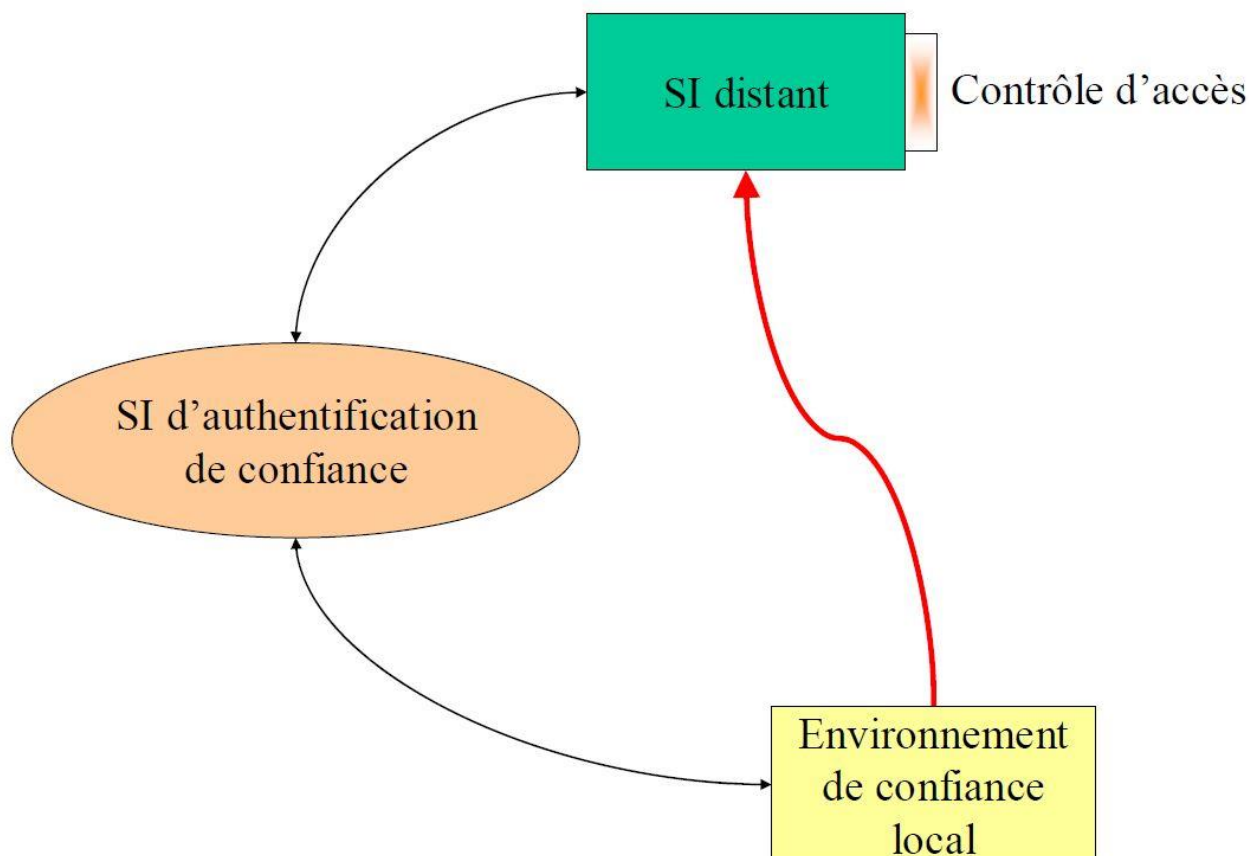 SI distant
Contrôle d’accès
SI d’authentification
de confiance
Environnement
de confiance
local